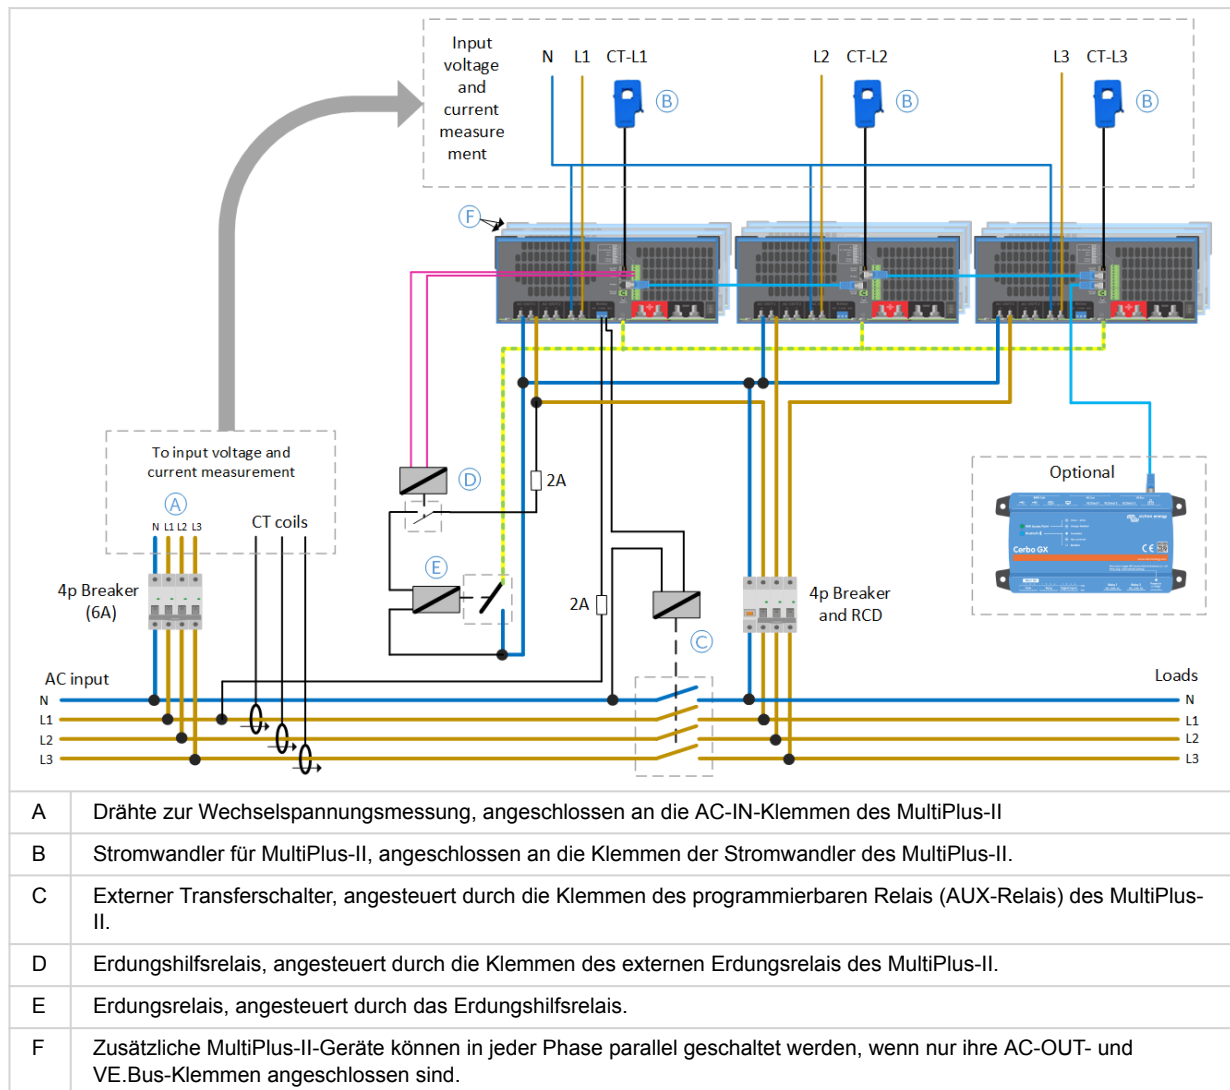 Input
voltage
and
current
measure
ment
N L1 CT-L1
L2 CT-L2
L3 CT-L3
B
B
B
F
To input voltage and
current measurement
A
N L1 L2 L3
CT coils
4p Breaker
(6A)
D
2A
E
2A
C
4p Breaker
and RCD
Optional
victron energy
Cerbo GX
AC input
Loads
N
L1
L2
L3
N
L1
L2
L3
A Drähte zur Wechselspannungsmessung, angeschlossen an die AC-IN-Klemmen des MultiPlus-II
B Stromwandler für MultiPlus-II, angeschlossen an die Klemmen der Stromwandler des MultiPlus-II.
C Externer Transferschalter, angesteuert durch die Klemmen des programmierbaren Relais (AUX-Relais) des MultiPlus-
II.
D Erdungshilfsrelais, angesteuert durch die Klemmen des externen Erdungsrelais des MultiPlus-II.
E Erdungsrelais, angesteuert durch das Erdungshilfsrelais.
F Zusätzliche MultiPlus-II-Geräte können in jeder Phase parallel geschaltet werden, wenn nur ihre AC-OUT- und
VE.Bus-Klemmen angeschlossen sind.